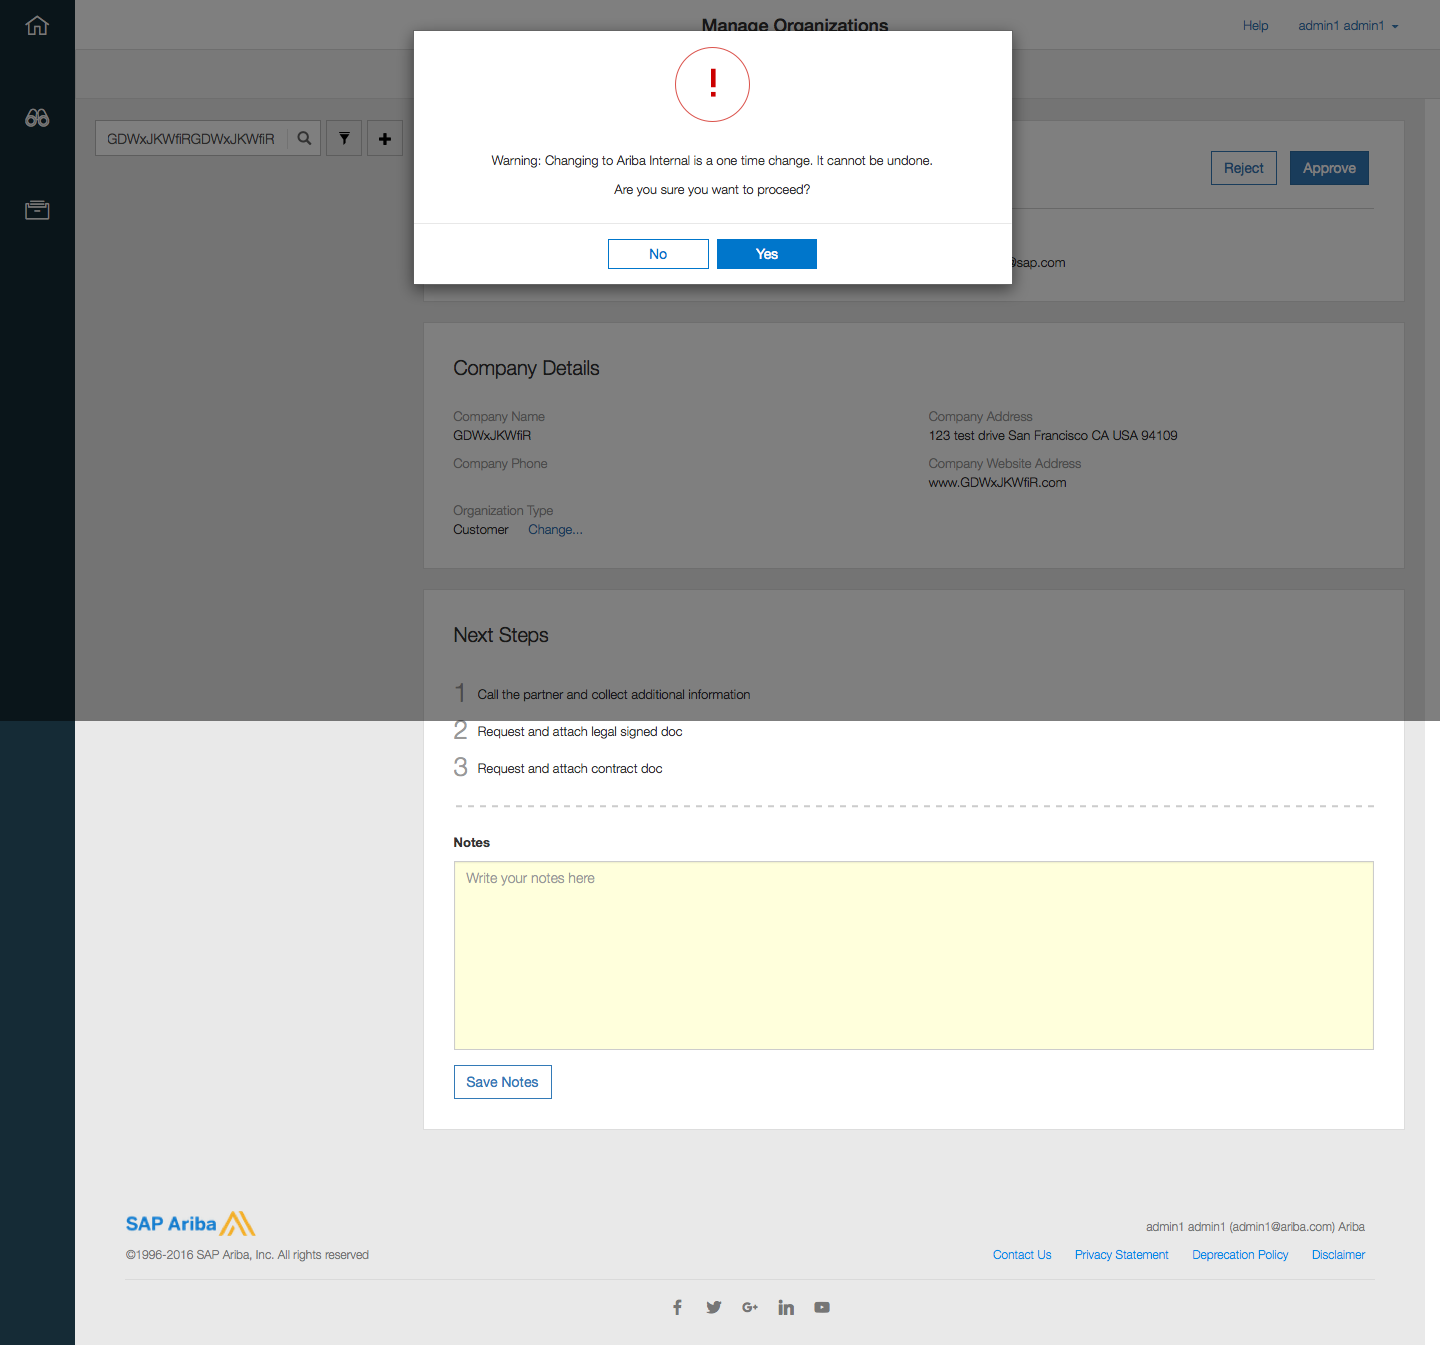 Manage Organizations
Help
admin1 admin1
!
Warning: Changing to Ariba Internal is a one time change. It cannot be undone.
Are you sure you want to proceed?
No
Yes
GDWxJKWfiRGDWxJKWfiR
Reject
Approve
@sap.com
Company Details
Company Name
GDWxJKWfiR
Company Address
123 test drive San Francisco CA USA 94109
Company Phone
Company Website Address
www.GDWxJKWfiR.com
Organization Type
Customer Change...
Next Steps
1 Call the partner and collect additional information
2 Request and attach legal signed doc
3 Request and attach contract doc
Notes
Write your notes here
Save Notes
SAP Ariba
admin1 admin1 (admin1@ariba.com) Ariba
©1996-2016 SAP Ariba, Inc. All rights reserved
Contact Us Privacy Statement Deprecation Policy Disclaimer